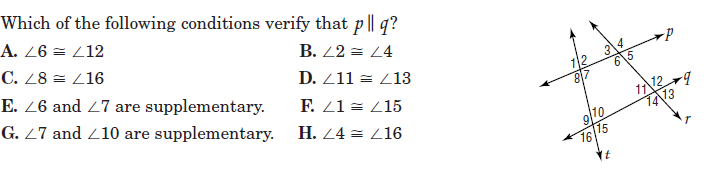 Which of the following conditions verify that p ∥ q?
A. ∠6 ≅ ∠12 B. ∠2 ≅ ∠4
C. ∠8 ≅ ∠16 D. ∠11 ≅ ∠13
E. ∠6 and ∠7 are supplementary. F. ∠1 ≅ ∠15
G. ∠7 and ∠10 are supplementary. H. ∠4 ≅ ∠16
p
3 4
6 5
1 2
8 7
q
11 12
14 13
r
9 10
16 15
t